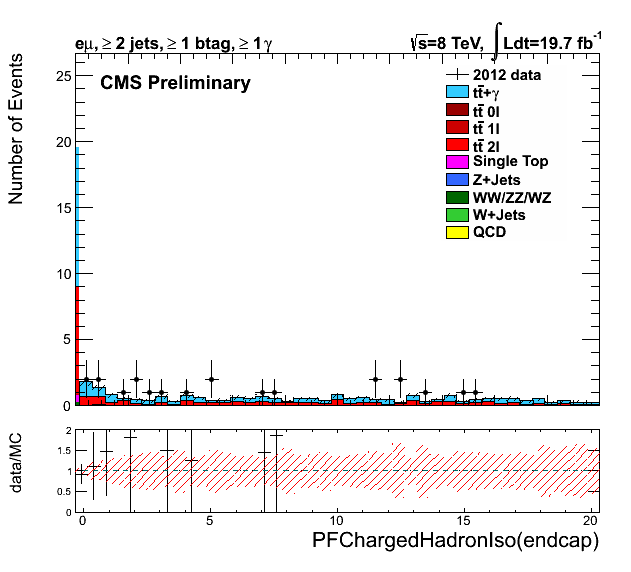 eμ, ≥ 2 jets, ≥ 1 btag, ≥ 1γ
√s=8 TeV, ∫ Ldt=19.7 fb⁻¹
CMS Preliminary
Number of Events
25
20
15
10
5
0
2012 data
tt̄+γ
tt̄ 0l
tt̄ 1l
tt̄ 2l
Single Top
Z+Jets
WW/ZZ/WZ
W+Jets
QCD
data/MC
2
1.5
1
0.5
0
0 5 10 15 20
PFChargedHadronIso(endcap)